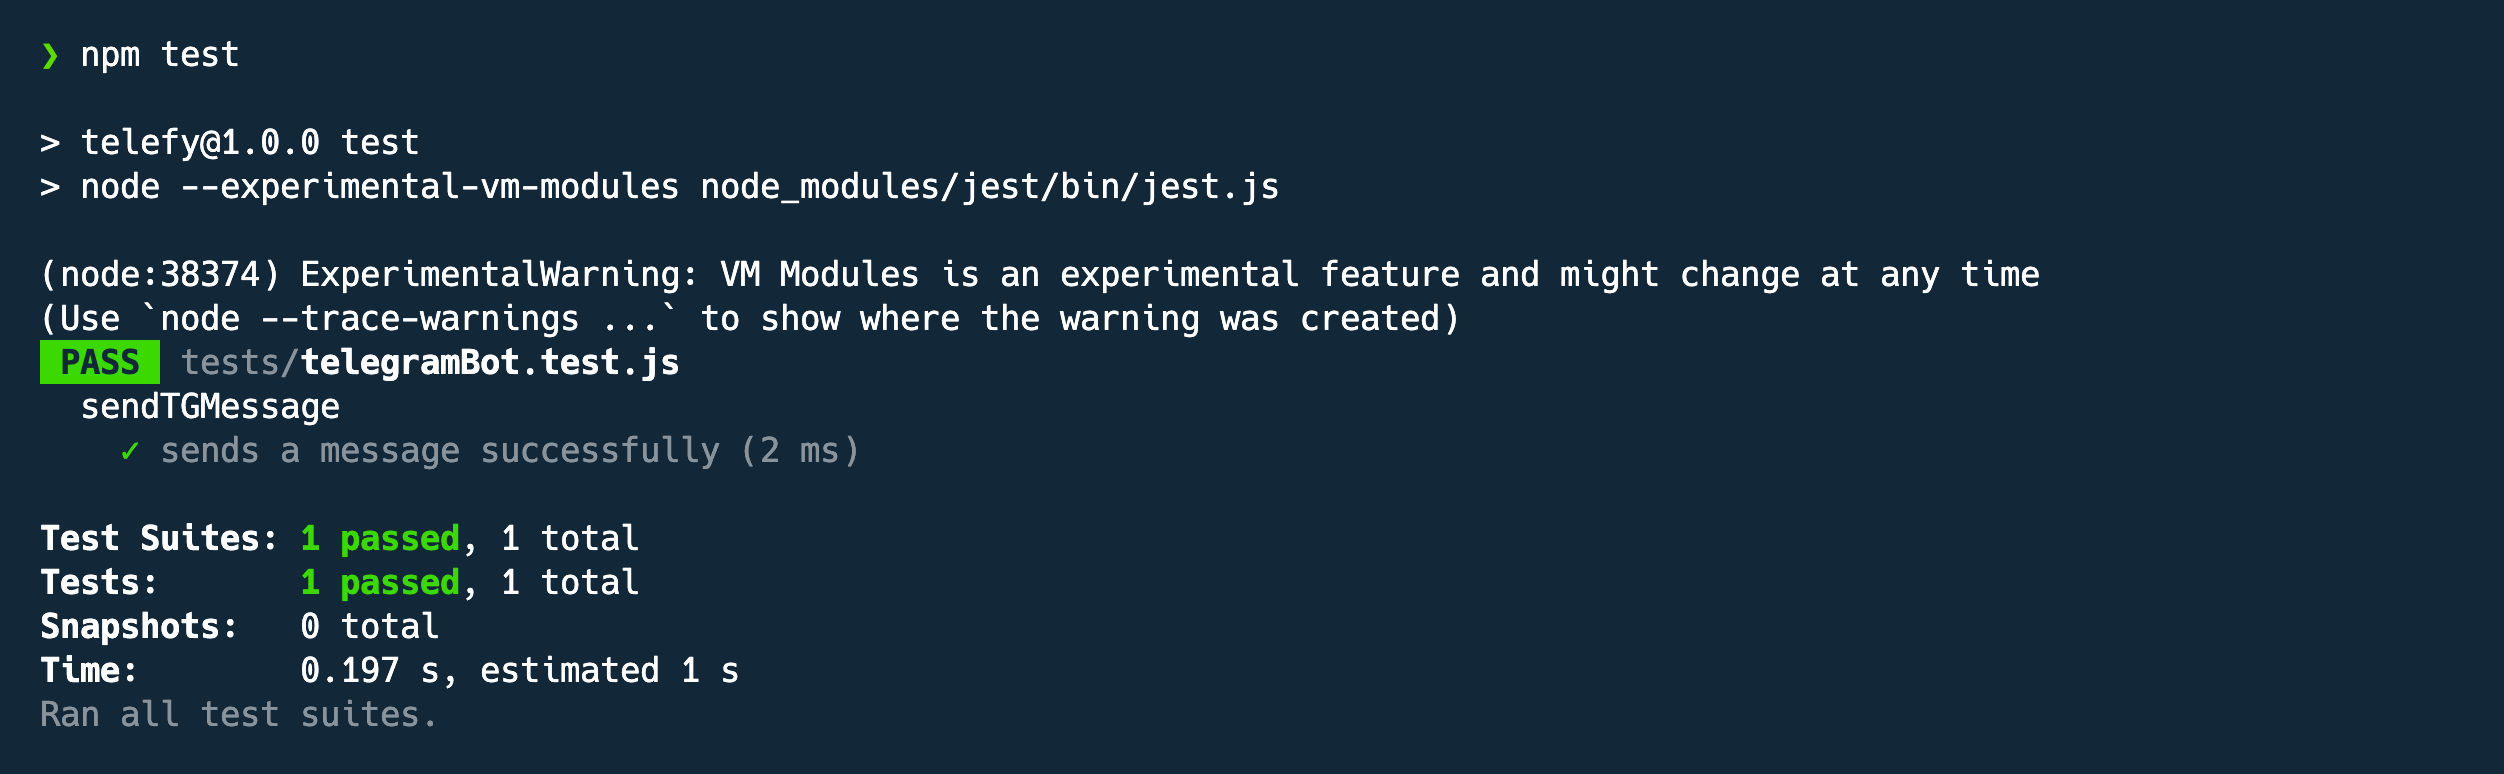 ❯ npm test
> telefy@1.0.0 test
> node --experimental-vm-modules node_modules/jest/bin/jest.js
(node:38374) ExperimentalWarning: VM Modules is an experimental feature and might change at any time
(Use `node --trace-warnings ...` to show where the warning was created)
PASS tests/telegramBot.test.js
sendTGMessage
✓ sends a message successfully (2 ms)
Test Suites: 1 passed, 1 total
Tests: 1 passed, 1 total
Snapshots: 0 total
Time: 0.197 s, estimated 1 s
Ran all test suites.